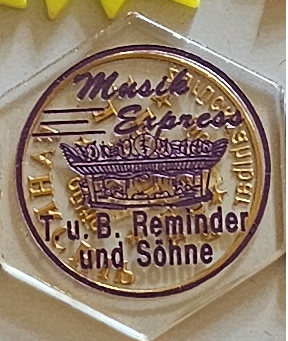 Musik
Express
T. u. B. Reminder
und Söhne